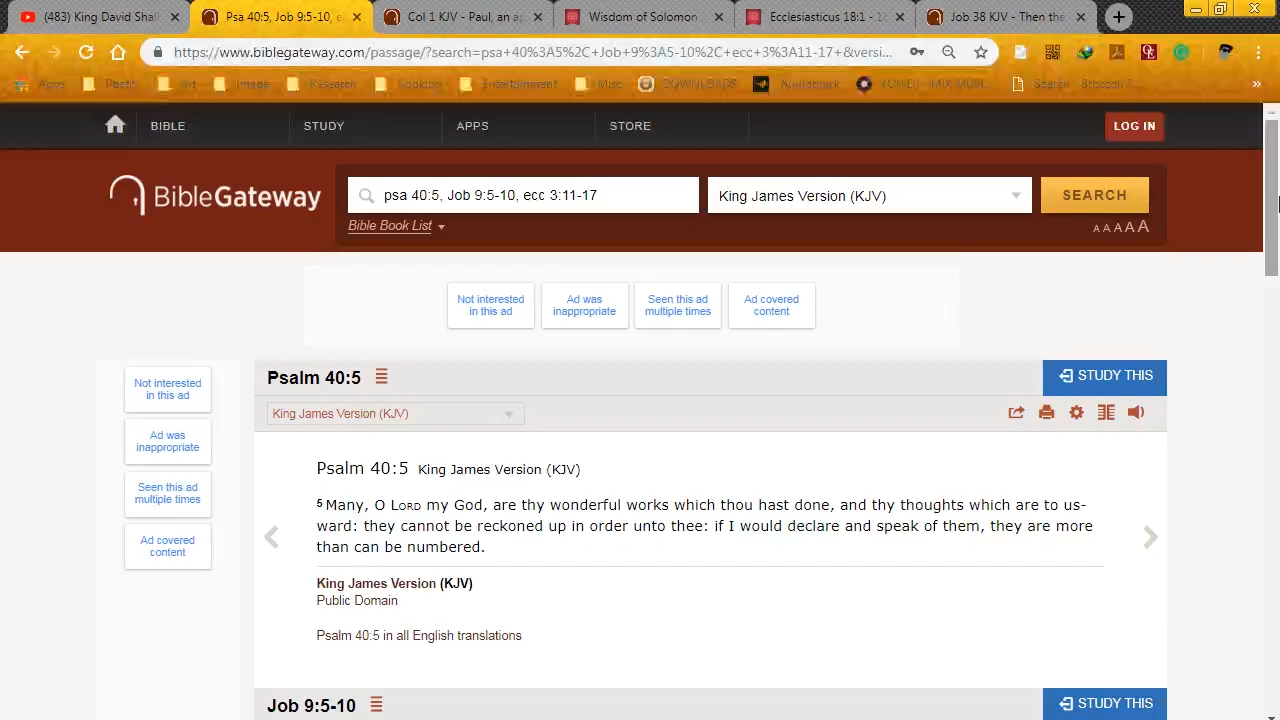 (483) King David Shal
Psa 40:5, Job 9:5-10, e
Col 1 KJV - Paul, an ap
Wisdom of Solomon
Ecclesiasticus 18:1 - 18
Job 38 KJV - Then the
https://www.biblegateway.com/passage/?search=psa+40%3A5%2C+Job+9%3A5-10%2C+ecc+3%3A11-17+&versi...
Apps
Image
Research
Cooking
Entertainment
Misc
DOWNLOADS
»
BIBLE
STUDY
APPS
STORE
LOG IN
BibleGateway
psa 40:5, Job 9:5-10, ecc 3:11-17
King James Version (KJV)
SEARCH
Bible Book List
A A A A A
Not interested
in this ad
Ad was
inappropriate
Seen this ad
multiple times
Ad covered
content
Psalm 40:5
STUDY THIS
Not interested
in this ad
Ad was
inappropriate
Seen this ad
multiple times
Ad covered
content
King James Version (KJV)
Psalm 40:5 King James Version (KJV)
5 Many, O LORD my God, are thy wonderful works which thou hast done, and thy thoughts which are to us-
ward: they cannot be reckoned up in order unto thee: if I would declare and speak of them, they are more
than can be numbered.
King James Version (KJV)
Public Domain
Psalm 40:5 in all English translations
Job 9:5-10
STUDY THIS